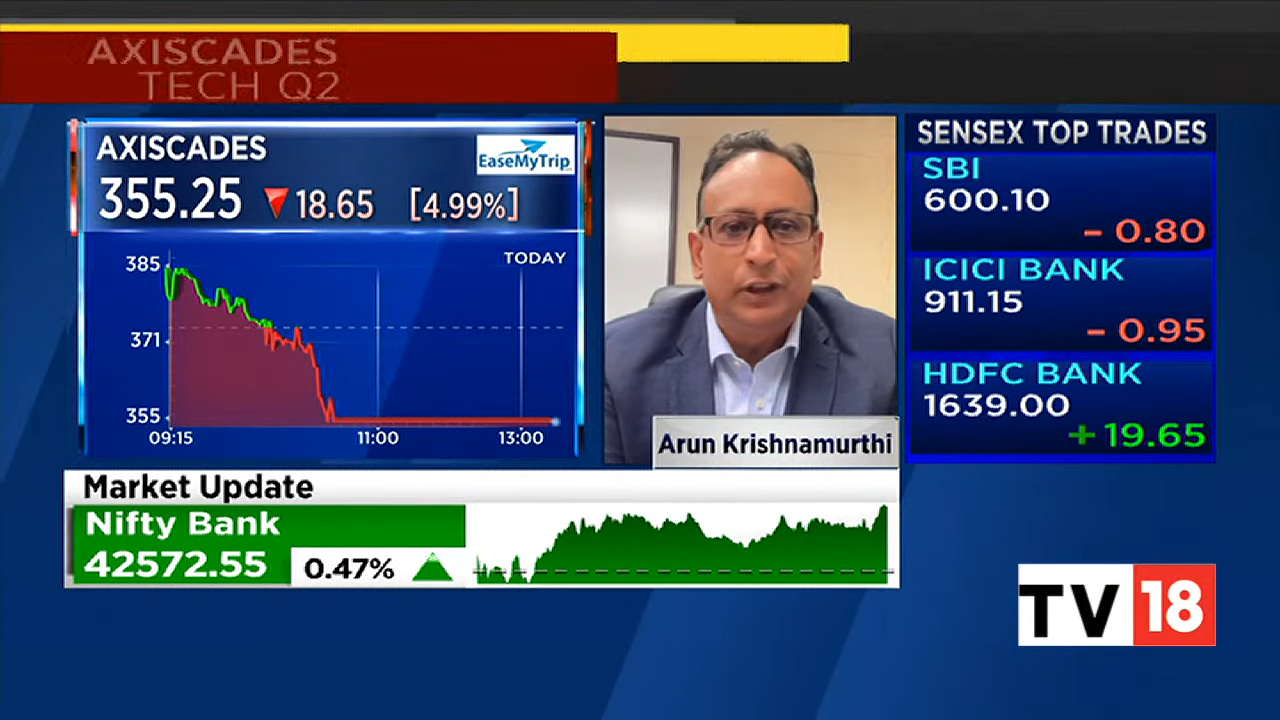 AXISCADES
TECH Q2
AXISCADES
355.25 ▼ 18.65 [4.99%]
EaseMyTrip
TODAY
385
371
355
09:15 11:00 13:00
Arun Krishnamurthi
SENSEX TOP TRADES
SBI
600.10
- 0.80
ICICI BANK
911.15
- 0.95
HDFC BANK
1639.00
+ 19.65
Market Update
Nifty Bank
42572.55 0.47%
TV18